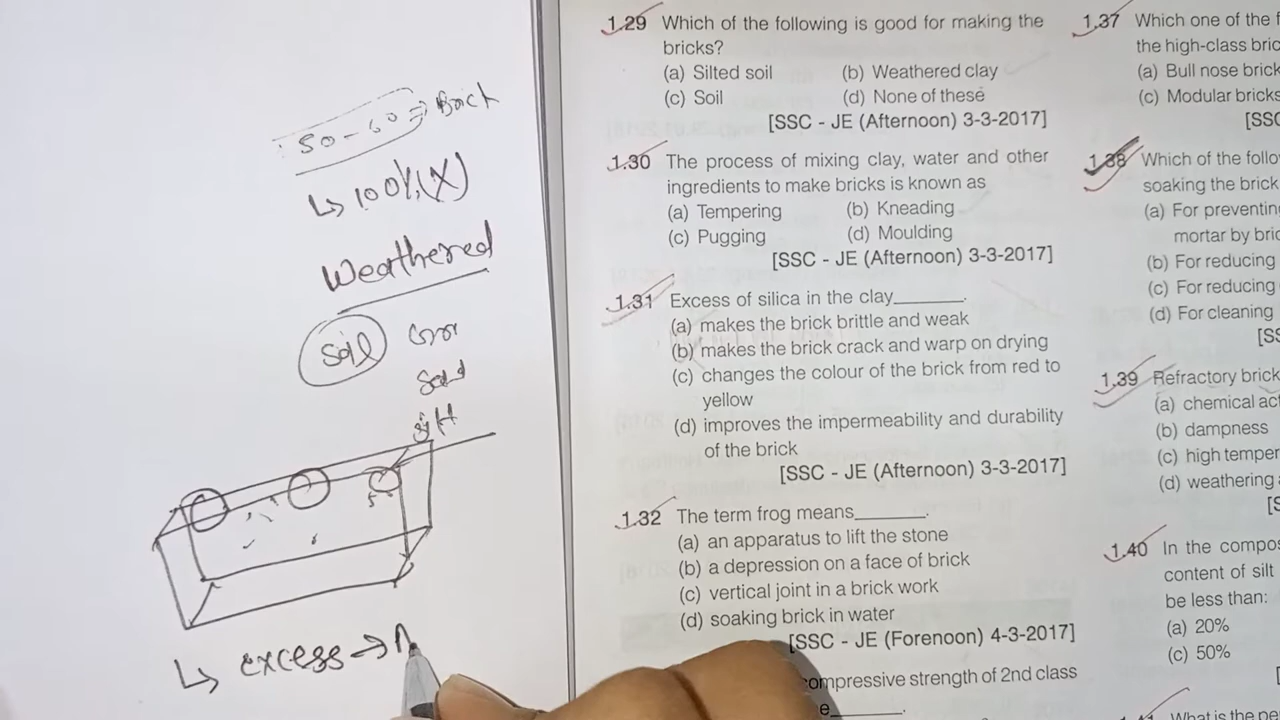 50-60 ⇒ Brick
↳ 100% (X)
Weathered
Soil
excess →
1.29 Which of the following is good for making the
bricks?
(a) Silted soil (b) Weathered clay
(c) Soil (d) None of these
[SSC - JE (Afternoon) 3-3-2017]
1.30 The process of mixing clay, water and other
ingredients to make bricks is known as
(a) Tempering (b) Kneading
(c) Pugging (d) Moulding
[SSC - JE (Afternoon) 3-3-2017]
1.31 Excess of silica in the clay_______.
(a) makes the brick brittle and weak
(b) makes the brick crack and warp on drying
(c) changes the colour of the brick from red to
yellow
(d) improves the impermeability and durability
of the brick
[SSC - JE (Afternoon) 3-3-2017]
1.32 The term frog means_______.
(a) an apparatus to lift the stone
(b) a depression on a face of brick
(c) vertical joint in a brick work
(d) soaking brick in water
[SSC - JE (Forenoon) 4-3-2017]
compressive strength of 2nd class
1.37 Which one of the
the high-class
(a) Bull nose brick
(c) Modular bricks
1.38 Which of the
soaking the brick
(a) For
mortar by
(b) For reducing
(c) For reducing
(d) For cleaning
1.39 Refractory brick
(a) chemical
(b) dampness
(c) high
(d) weathering
1.40 In the
content of silt
be less than:
(a) 20%
(c) 50%
What is the